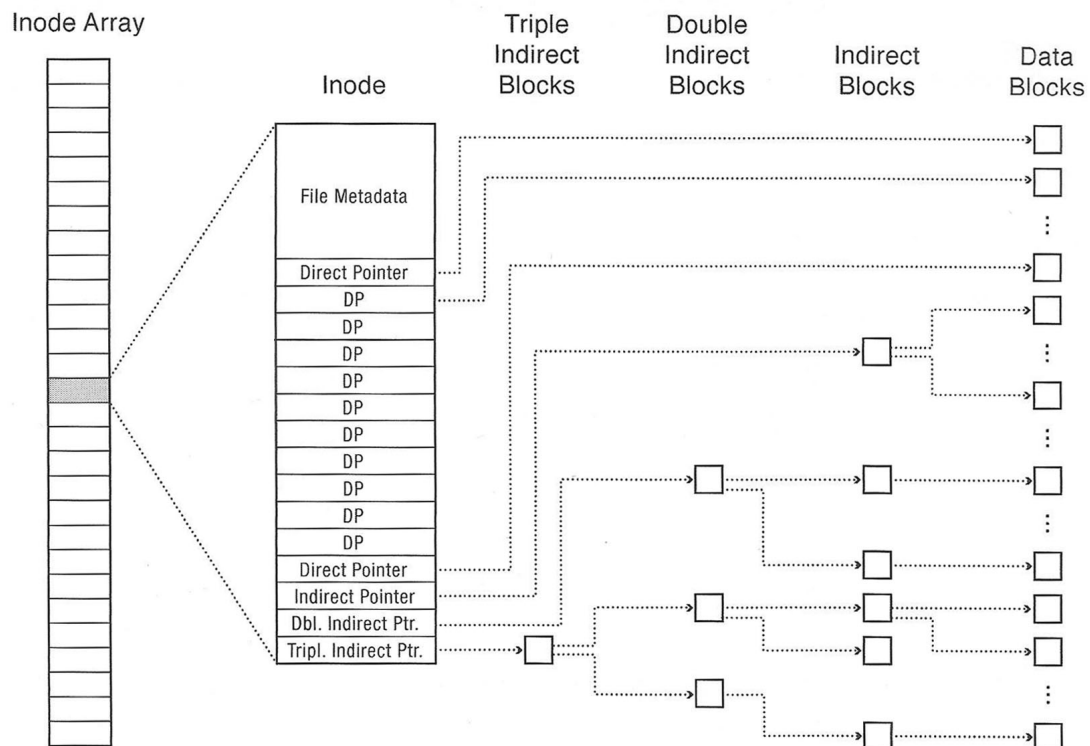 Inode Array
Inode
Triple
Indirect
Blocks
Double
Indirect
Blocks
Indirect
Blocks
Data
Blocks
File Metadata
Direct Pointer
DP
DP
DP
DP
DP
DP
DP
DP
DP
DP
Direct Pointer
Indirect Pointer
Dbl. Indirect Ptr.
Tripl. Indirect Ptr.